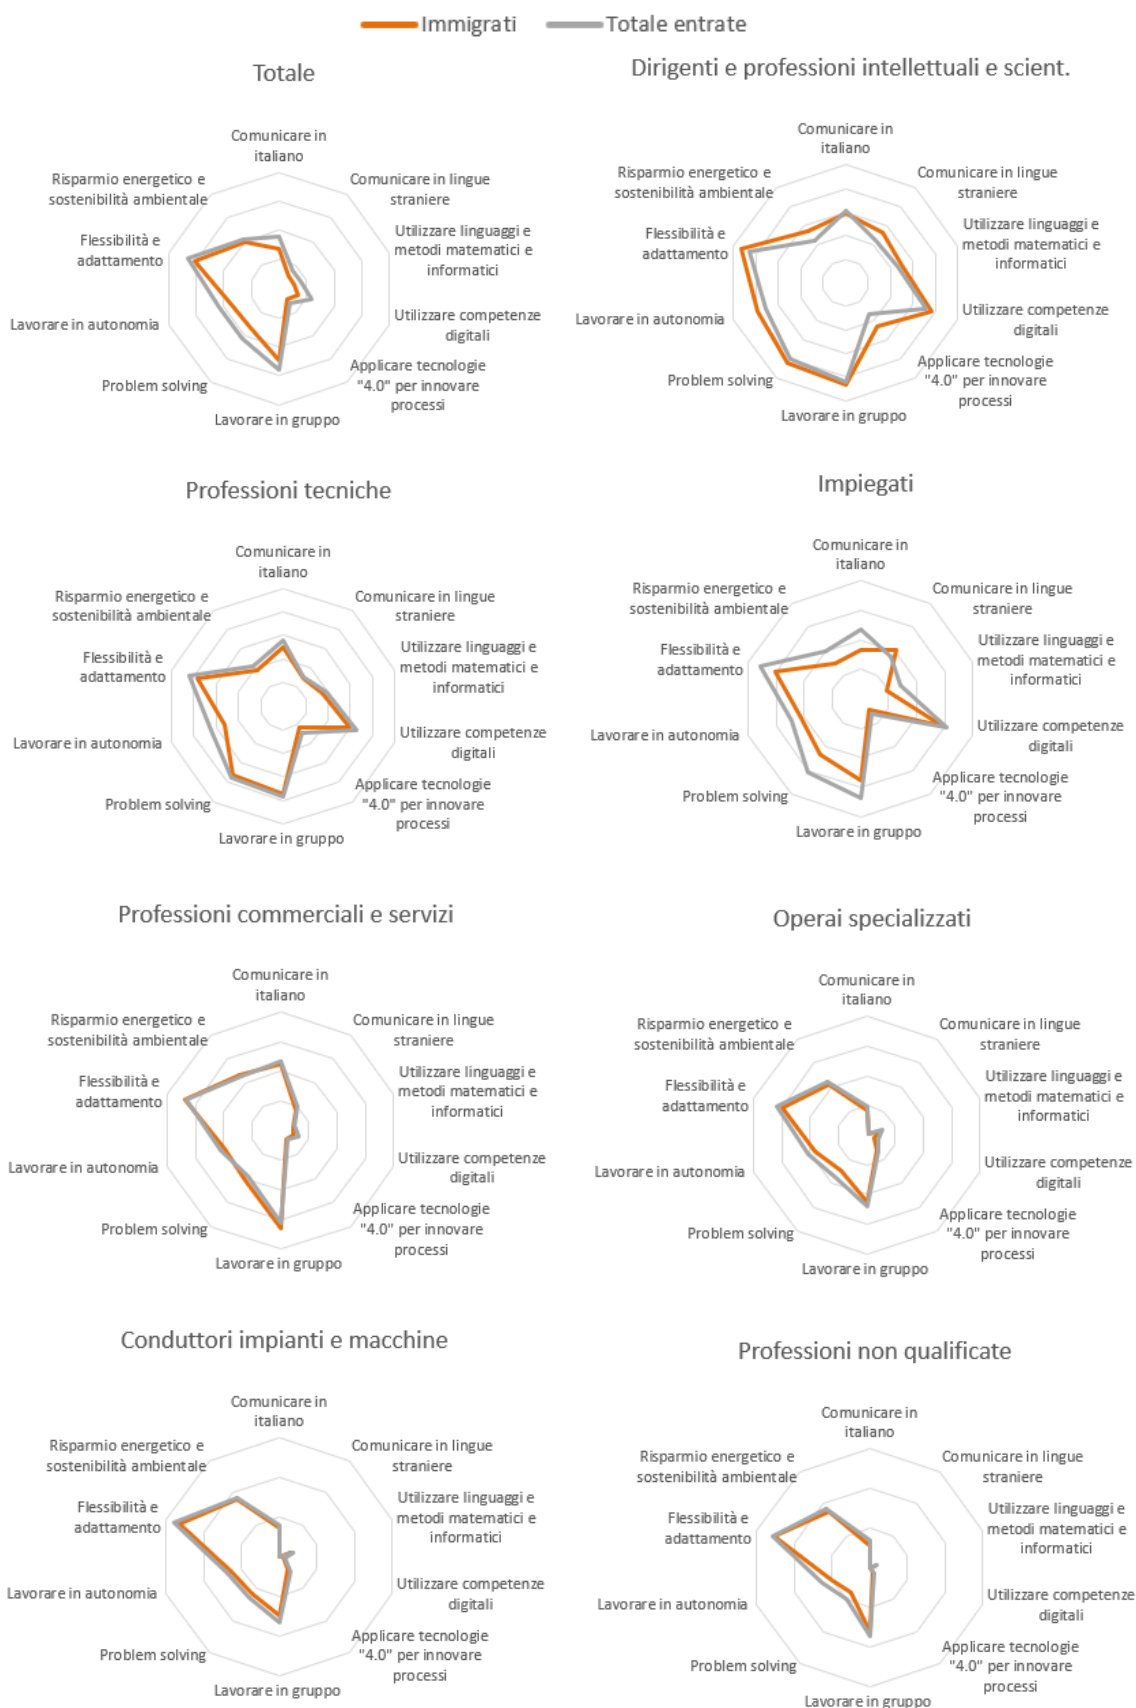 Immigrati
Totale entrate
Totale
Comunicare in
italiano
Comunicare in lingue
straniere
Utilizzare linguaggi e
metodi matematici e
informatici
Utilizzare competenze
digitali
Applicare tecnologie
"4.0" per innovare
processi
Lavorare in gruppo
Problem solving
Lavorare in autonomia
Flessibilità e
adattamento
Risparmio energetico e
sostenibilità ambientale
Dirigenti e professioni intellettuali e scient.
Comunicare in
italiano
Comunicare in lingue
straniere
Utilizzare linguaggi e
metodi matematici e
informatici
Utilizzare competenze
digitali
Applicare tecnologie
"4.0" per innovare
processi
Lavorare in gruppo
Problem solving
Lavorare in autonomia
Flessibilità e
adattamento
Risparmio energetico e
sostenibilità ambientale
Professioni tecniche
Comunicare in
italiano
Comunicare in lingue
straniere
Utilizzare linguaggi e
metodi matematici e
informatici
Utilizzare competenze
digitali
Applicare tecnologie
"4.0" per innovare
processi
Lavorare in gruppo
Problem solving
Lavorare in autonomia
Flessibilità e
adattamento
Risparmio energetico e
sostenibilità ambientale
Impiegati
Comunicare in
italiano
Comunicare in lingue
straniere
Utilizzare linguaggi e
metodi matematici e
informatici
Utilizzare competenze
digitali
Applicare tecnologie
"4.0" per innovare
processi
Lavorare in gruppo
Problem solving
Lavorare in autonomia
Flessibilità e
adattamento
Risparmio energetico e
sostenibilità ambientale
Professioni commerciali e servizi
Comunicare in
italiano
Comunicare in lingue
straniere
Utilizzare linguaggi e
metodi matematici e
informatici
Utilizzare competenze
digitali
Applicare tecnologie
"4.0" per innovare
processi
Lavorare in gruppo
Problem solving
Lavorare in autonomia
Flessibilità e
adattamento
Risparmio energetico e
sostenibilità ambientale
Operai specializzati
Comunicare in
italiano
Comunicare in lingue
straniere
Utilizzare linguaggi e
metodi matematici e
informatici
Utilizzare competenze
digitali
Applicare tecnologie
"4.0" per innovare
processi
Lavorare in gruppo
Problem solving
Lavorare in autonomia
Flessibilità e
adattamento
Risparmio energetico e
sostenibilità ambientale
Conduttori impianti e macchine
Comunicare in
italiano
Comunicare in lingue
straniere
Utilizzare linguaggi e
metodi matematici e
informatici
Utilizzare competenze
digitali
Applicare tecnologie
"4.0" per innovare
processi
Lavorare in gruppo
Problem solving
Lavorare in autonomia
Flessibilità e
adattamento
Risparmio energetico e
sostenibilità ambientale
Professioni non qualificate
Comunicare in
italiano
Comunicare in lingue
straniere
Utilizzare linguaggi e
metodi matematici e
informatici
Utilizzare competenze
digitali
Applicare tecnologie
"4.0" per innovare
processi
Lavorare in gruppo
Problem solving
Lavorare in autonomia
Flessibilità e
adattamento
Risparmio energetico e
sostenibilità ambientale